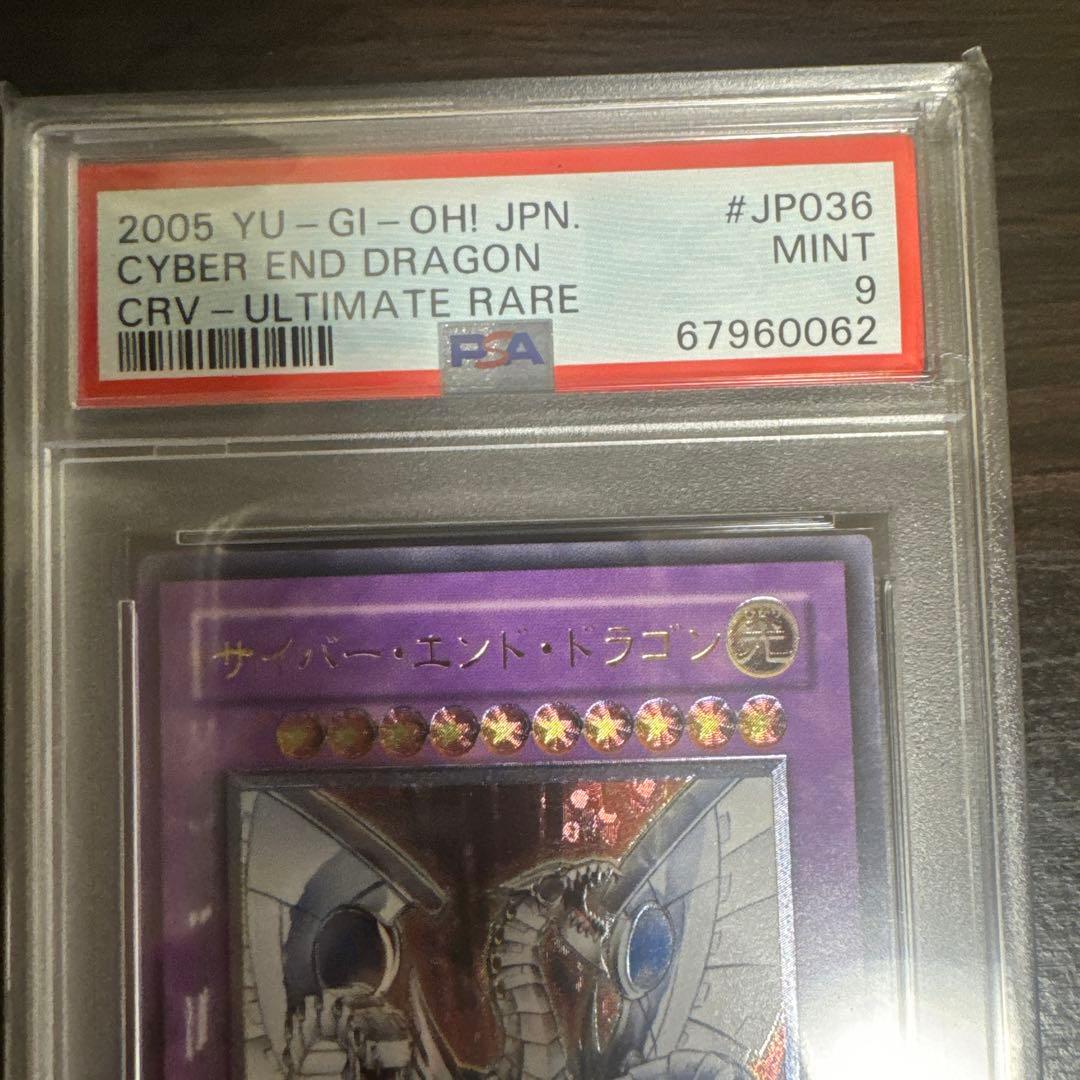 2005 YU-GI-OH! JPN. #JP036
CYBER END DRAGON MINT
CRV-ULTIMATE RARE 9
PSA 67960062
サイバー・エンド・ドラゴン 光